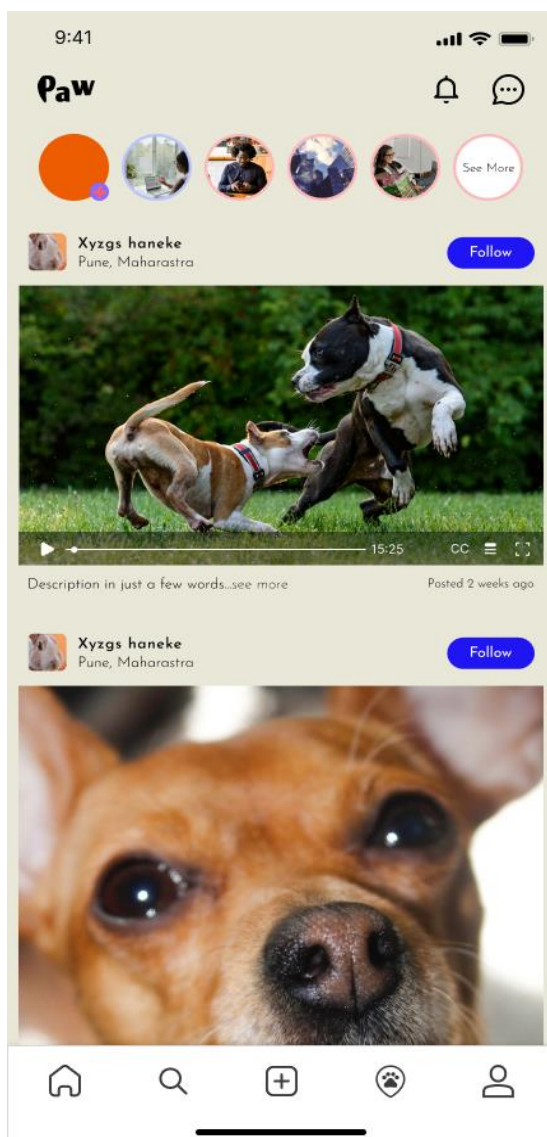 9:41
Paw
See More
Xyzgs haneke
Pune, Maharastra
Follow
15:25
CC
Description in just a few words...see more
Posted 2 weeks ago
Xyzgs haneke
Pune, Maharastra
Follow